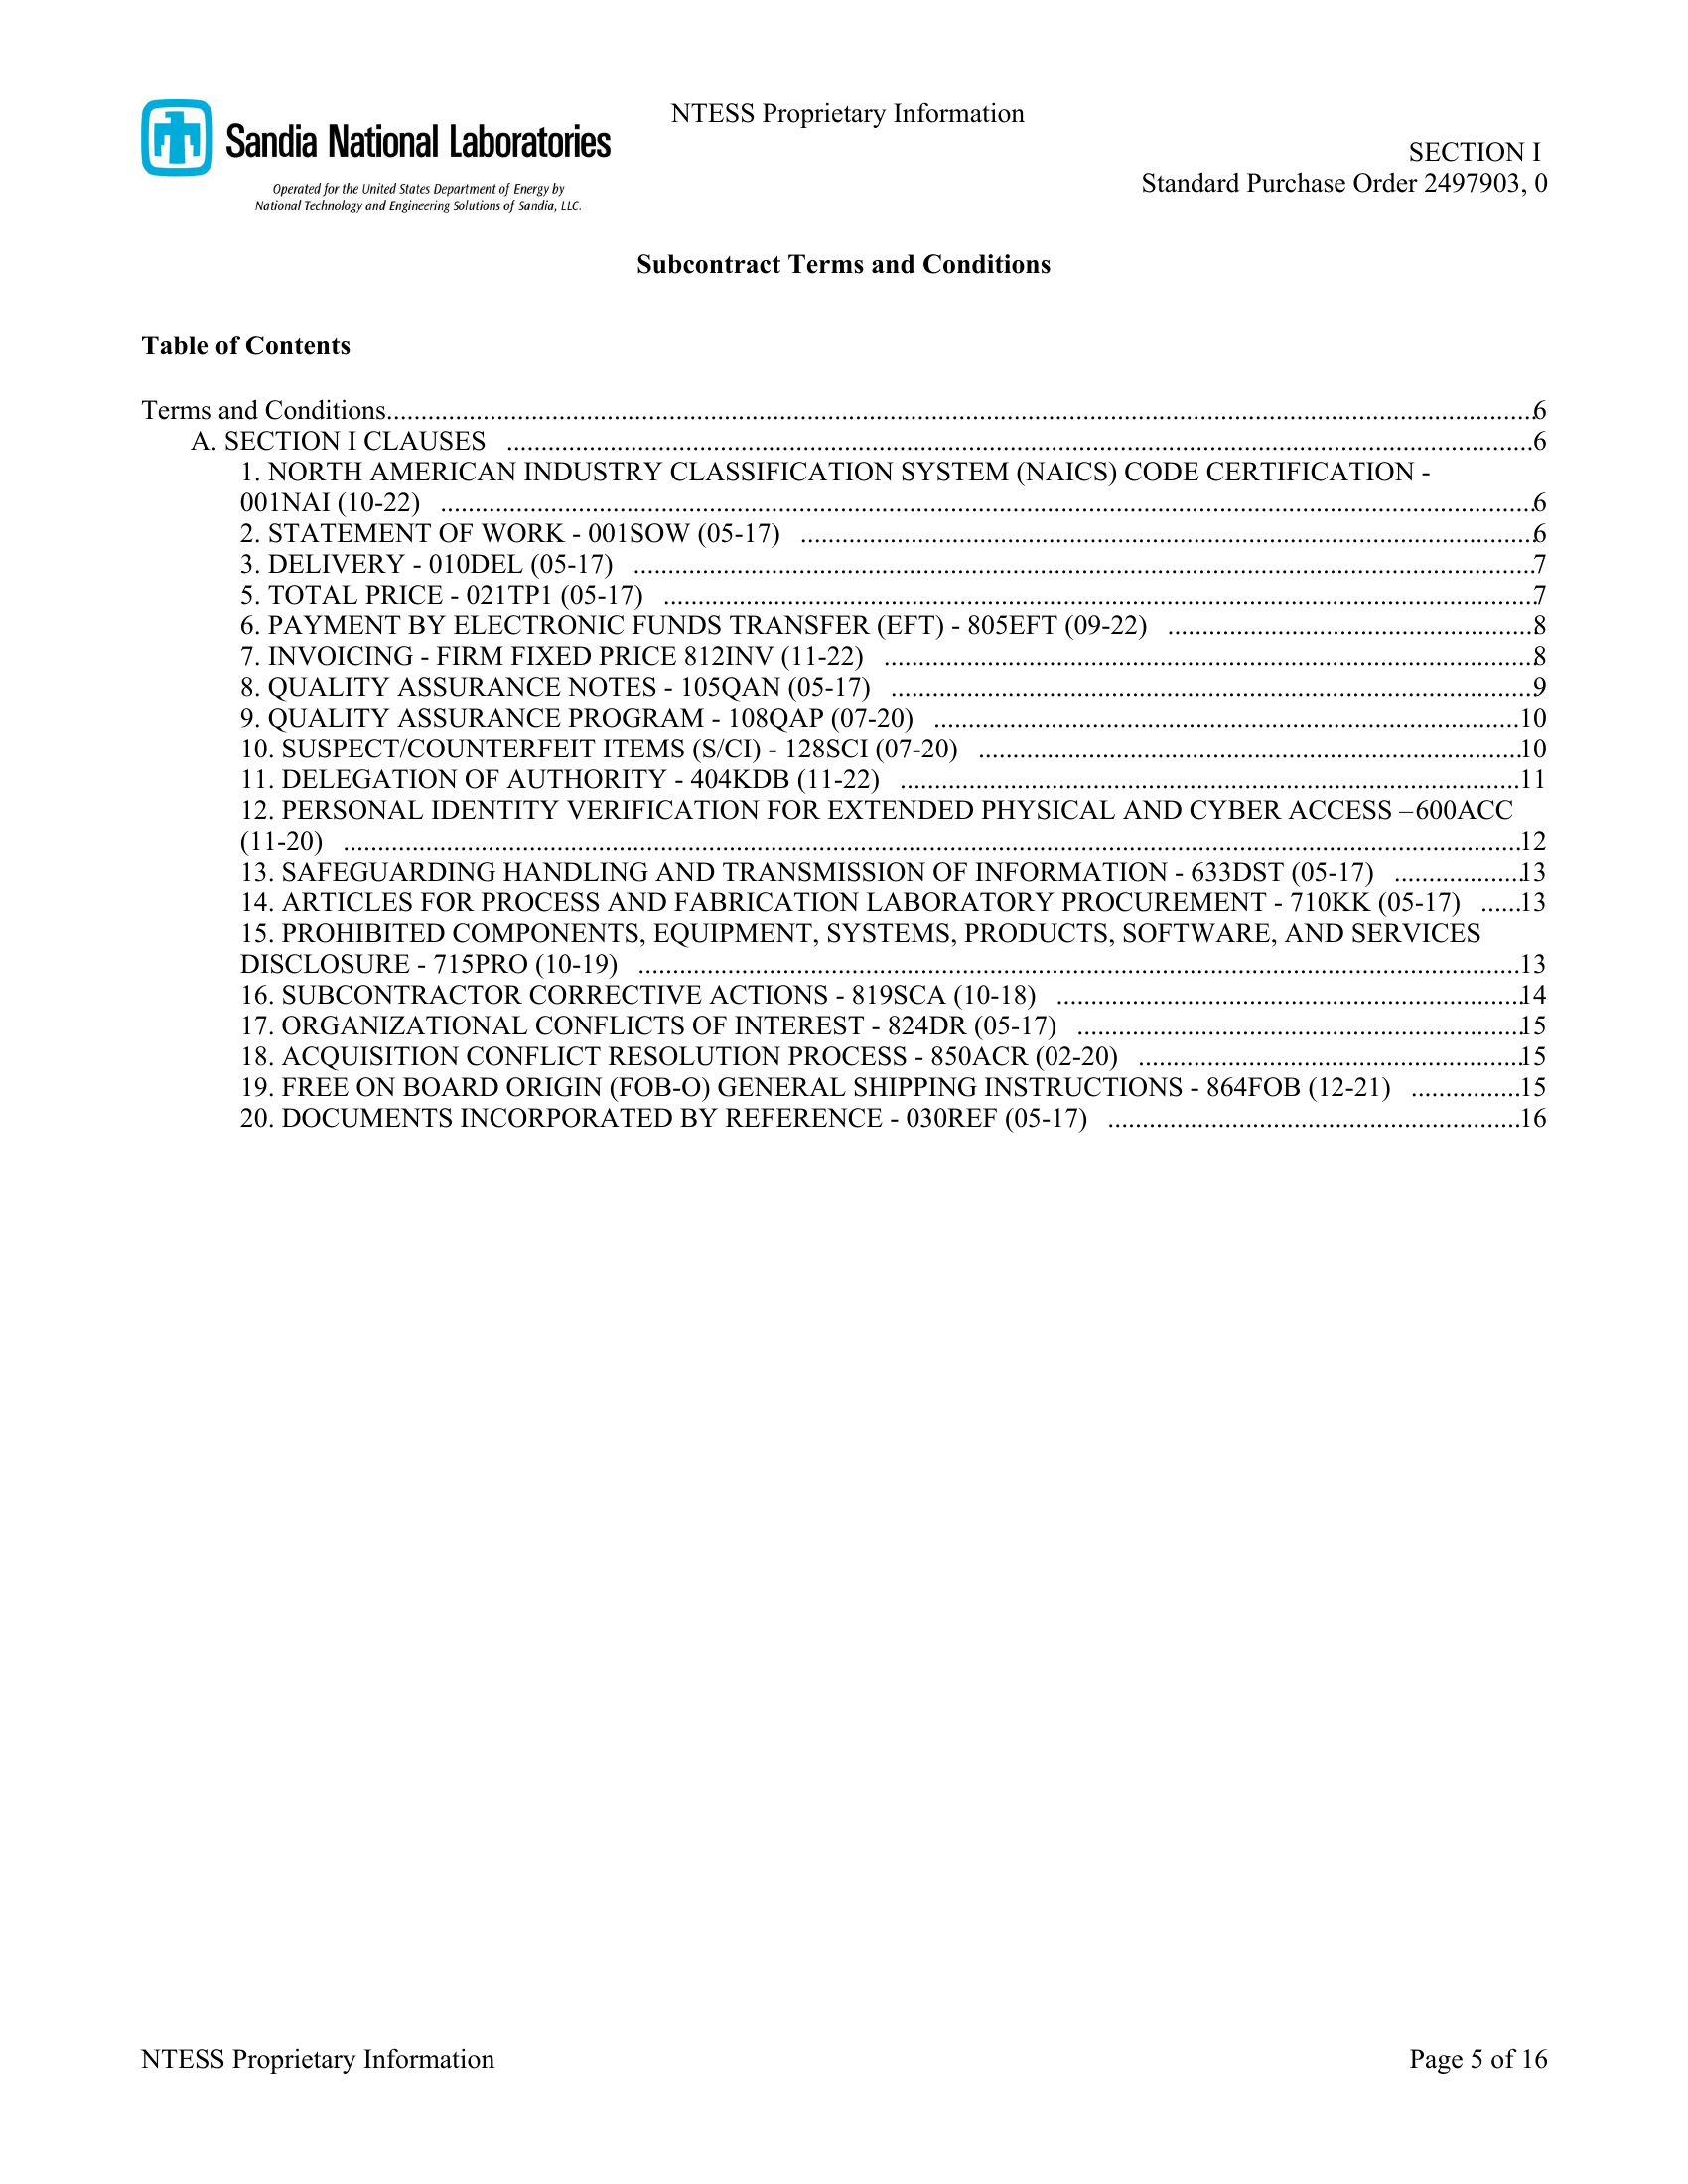 NTESS Proprietary Information
Sandia National Laboratories
Operated for the United States Department of Energy by
National Technology and Engineering Solutions of Sandia, LLC.
SECTION I
Standard Purchase Order 2497903, 0
Subcontract Terms and Conditions
Table of Contents
Terms and Conditions....................6
A. SECTION I CLAUSES ....................6
1. NORTH AMERICAN INDUSTRY CLASSIFICATION SYSTEM (NAICS) CODE CERTIFICATION -
001NAI (10-22) ....................6
2. STATEMENT OF WORK - 001SOW (05-17) ....................6
3. DELIVERY - 010DEL (05-17) ....................7
5. TOTAL PRICE - 021TP1 (05-17) ....................7
6. PAYMENT BY ELECTRONIC FUNDS TRANSFER (EFT) - 805EFT (09-22) ....................8
7. INVOICING - FIRM FIXED PRICE 812INV (11-22) ....................8
8. QUALITY ASSURANCE NOTES - 105QAN (05-17) ....................9
9. QUALITY ASSURANCE PROGRAM - 108QAP (07-20) ....................10
10. SUSPECT/COUNTERFEIT ITEMS (S/CI) - 128SCI (07-20) ....................10
11. DELEGATION OF AUTHORITY - 404KDB (11-22) ....................11
12. PERSONAL IDENTITY VERIFICATION FOR EXTENDED PHYSICAL AND CYBER ACCESS –600ACC
(11-20) ....................12
13. SAFEGUARDING HANDLING AND TRANSMISSION OF INFORMATION - 633DST (05-17) ....................13
14. ARTICLES FOR PROCESS AND FABRICATION LABORATORY PROCUREMENT - 710KK (05-17) ......13
15. PROHIBITED COMPONENTS, EQUIPMENT, SYSTEMS, PRODUCTS, SOFTWARE, AND SERVICES
DISCLOSURE - 715PRO (10-19) ....................13
16. SUBCONTRACTOR CORRECTIVE ACTIONS - 819SCA (10-18) ....................14
17. ORGANIZATIONAL CONFLICTS OF INTEREST - 824DR (05-17) ....................15
18. ACQUISITION CONFLICT RESOLUTION PROCESS - 850ACR (02-20) ....................15
19. FREE ON BOARD ORIGIN (FOB-O) GENERAL SHIPPING INSTRUCTIONS - 864FOB (12-21) ................15
20. DOCUMENTS INCORPORATED BY REFERENCE - 030REF (05-17) ....................16
NTESS Proprietary Information
Page 5 of 16